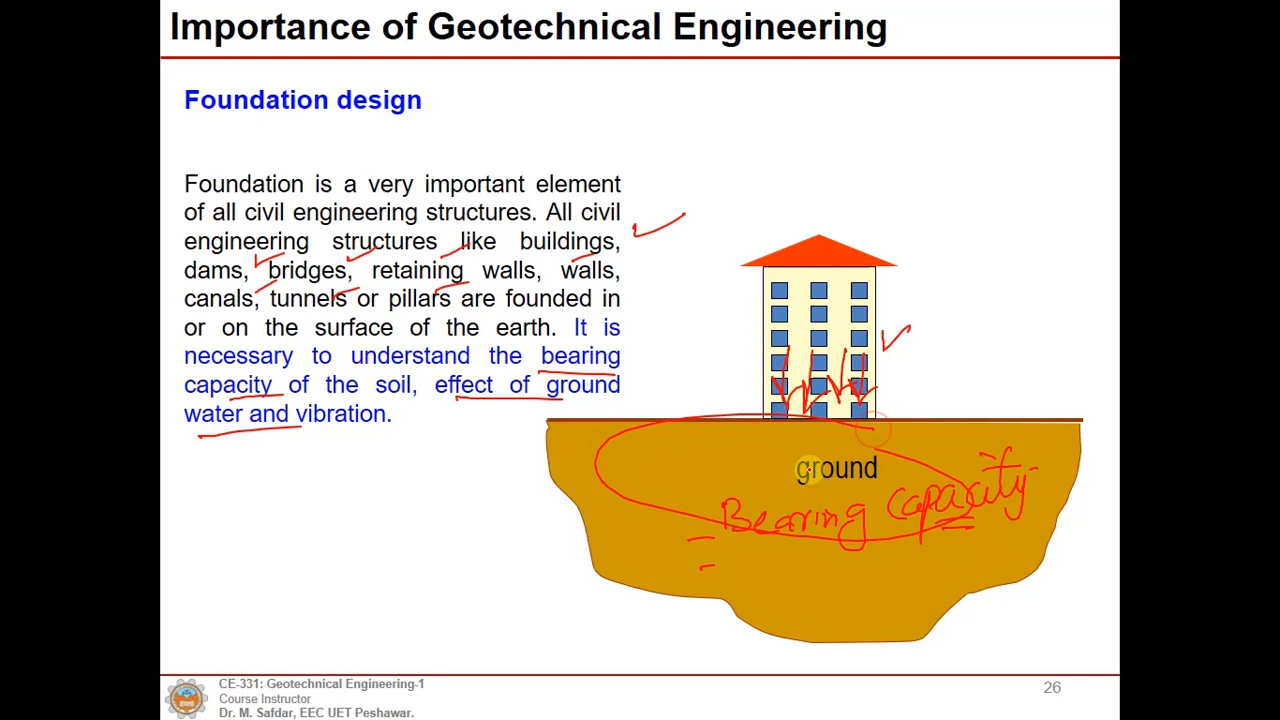 Importance of Geotechnical Engineering
Foundation design
Foundation is a very important element
of all civil engineering structures. All civil
engineering structures like buildings,
dams, bridges, retaining walls, walls,
canals, tunnels or pillars are founded in
or on the surface of the earth. It is
necessary to understand the bearing
capacity of the soil, effect of ground
water and vibration.
ground
Bearing Capacity
CE-331: Geotechnical Engineering-1
Course Instructor
Dr. M. Safdar, EEC UET Peshawar.
26